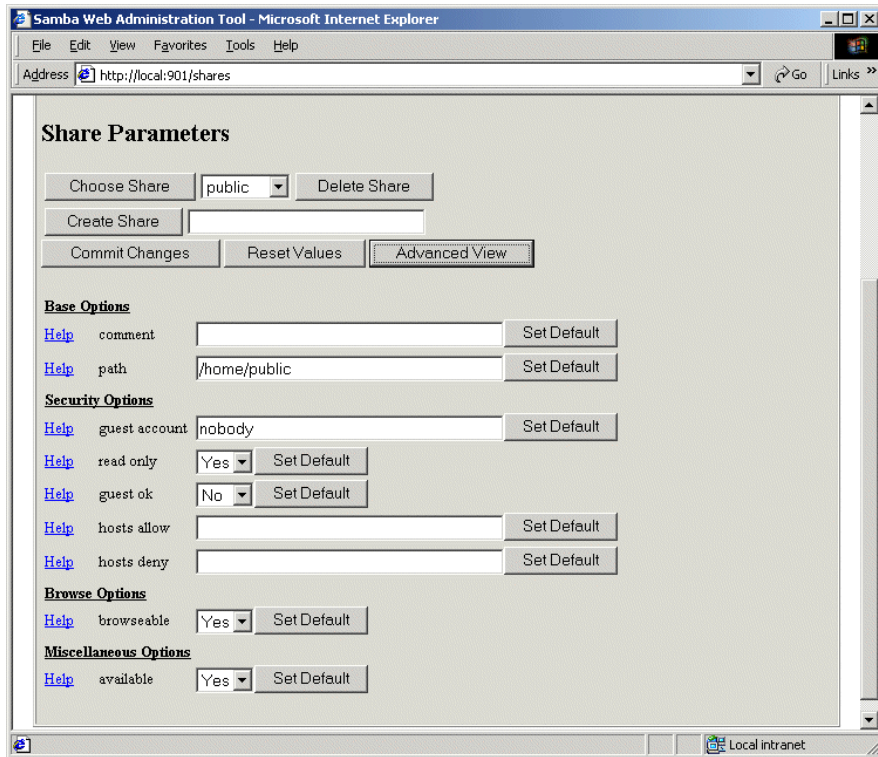 Samba Web Administration Tool - Microsoft Internet Explorer
File Edit View Favorites Tools Help
Address http://local:901/shares Go Links »
Share Parameters
Choose Share public Delete Share
Create Share
Commit Changes Reset Values Advanced View
Base Options
Help comment Set Default
Help path /home/public Set Default
Security Options
Help guest account nobody Set Default
Help read only Yes Set Default
Help guest ok No Set Default
Help hosts allow Set Default
Help hosts deny Set Default
Browse Options
Help browseable Yes Set Default
Miscellaneous Options
Help available Yes Set Default
Local intranet